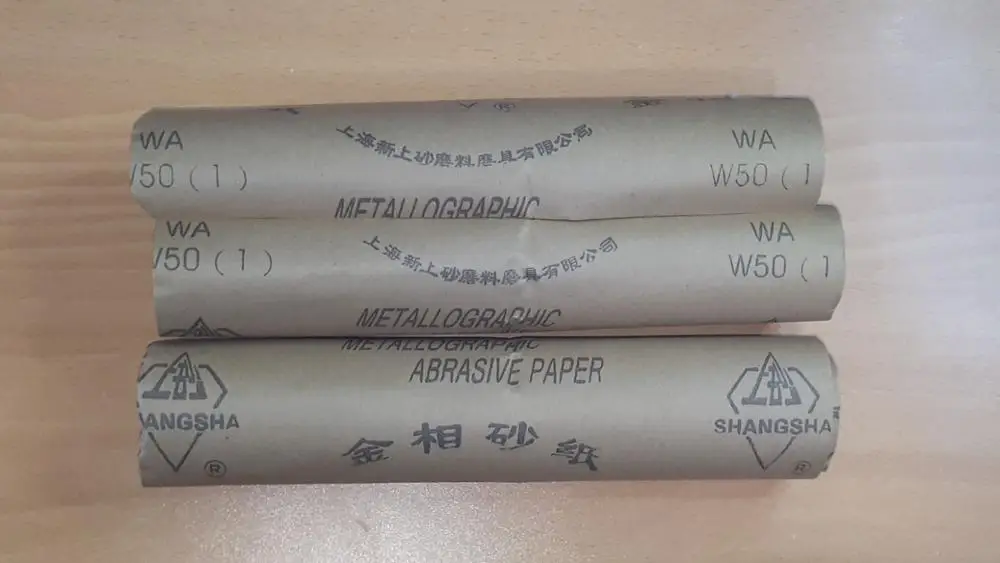 WA
W50 (1)
上海新上砂磨料磨具有限公司
WA
W50 (1
METALLOGRAPHIC
WA
W50 (1)
上海新上砂磨料磨具有限公司
WA
W50 (1
METALLOGRAPHIC
METALLOGRAPHIC
ABRASIVE PAPER
ANGSHA
®
金相砂纸
SHANGSHA
®